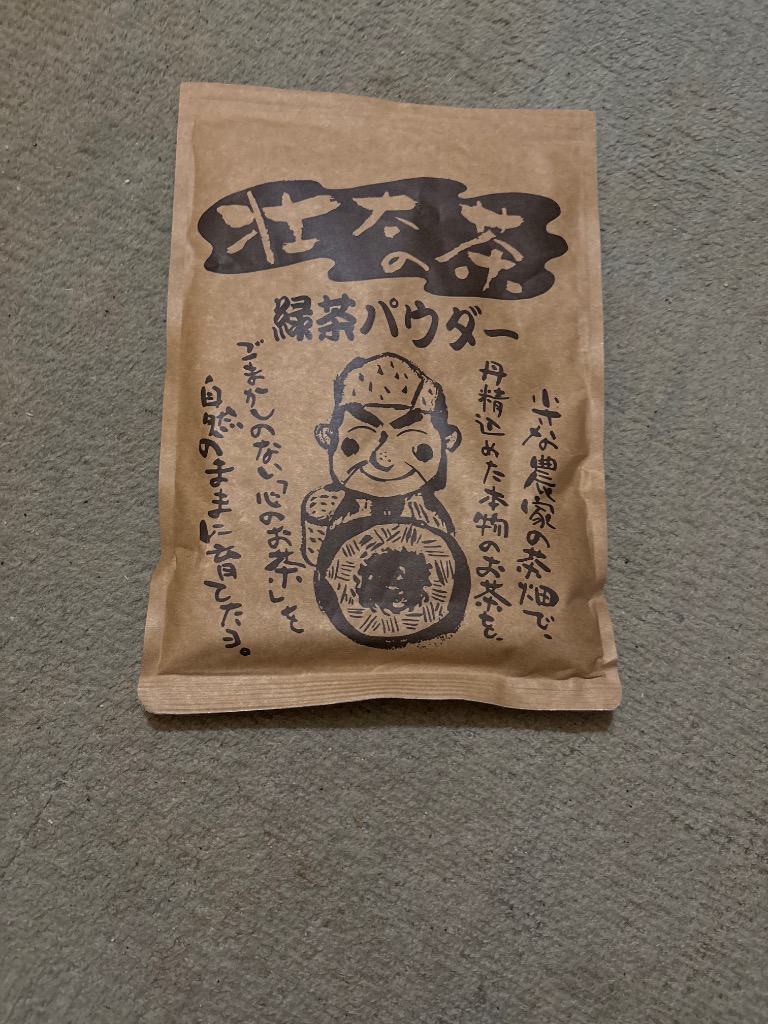 壮太の茶
緑茶パウダー
小さな農家の茶畑で、
丹精込めた本物のお茶を、
ごまかしのない「心のお茶」を
自然のままに育てたヨ。